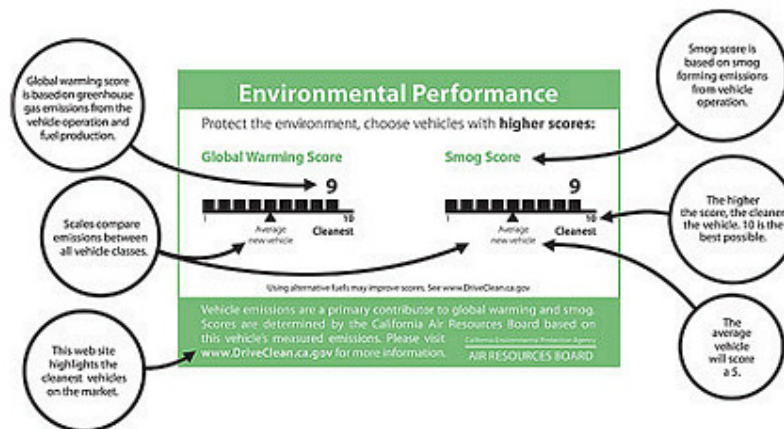 Global warming score
is based on greenhouse
gas emissions from the
vehicle operation and
fuel production.
Scales compare
emissions between
all vehicle classes.
This web site
highlights the
cleanest vehicles
on the market.
Environmental Performance
Protect the environment, choose vehicles with higher scores:
Global Warming Score
9
1
10
Average
new vehicle
Cleanest
Smog Score
9
1
10
Average
new vehicle
Cleanest
Using alternative fuels may improve scores. See www.DriveClean.ca.gov
Vehicle emissions are a primary contributor to global warming and smog.
Scores are determined by the California Air Resources Board based on
this vehicle's measured emissions. Please visit
www.DriveClean.ca.gov for more information.
California Environmental Protection Agency
AIR RESOURCES BOARD
Smog score is
based on smog
forming emissions
from vehicle
operation.
The higher
the score, the cleaner
the vehicle. 10 is the
best possible.
The
average
vehicle
will score
a 5.